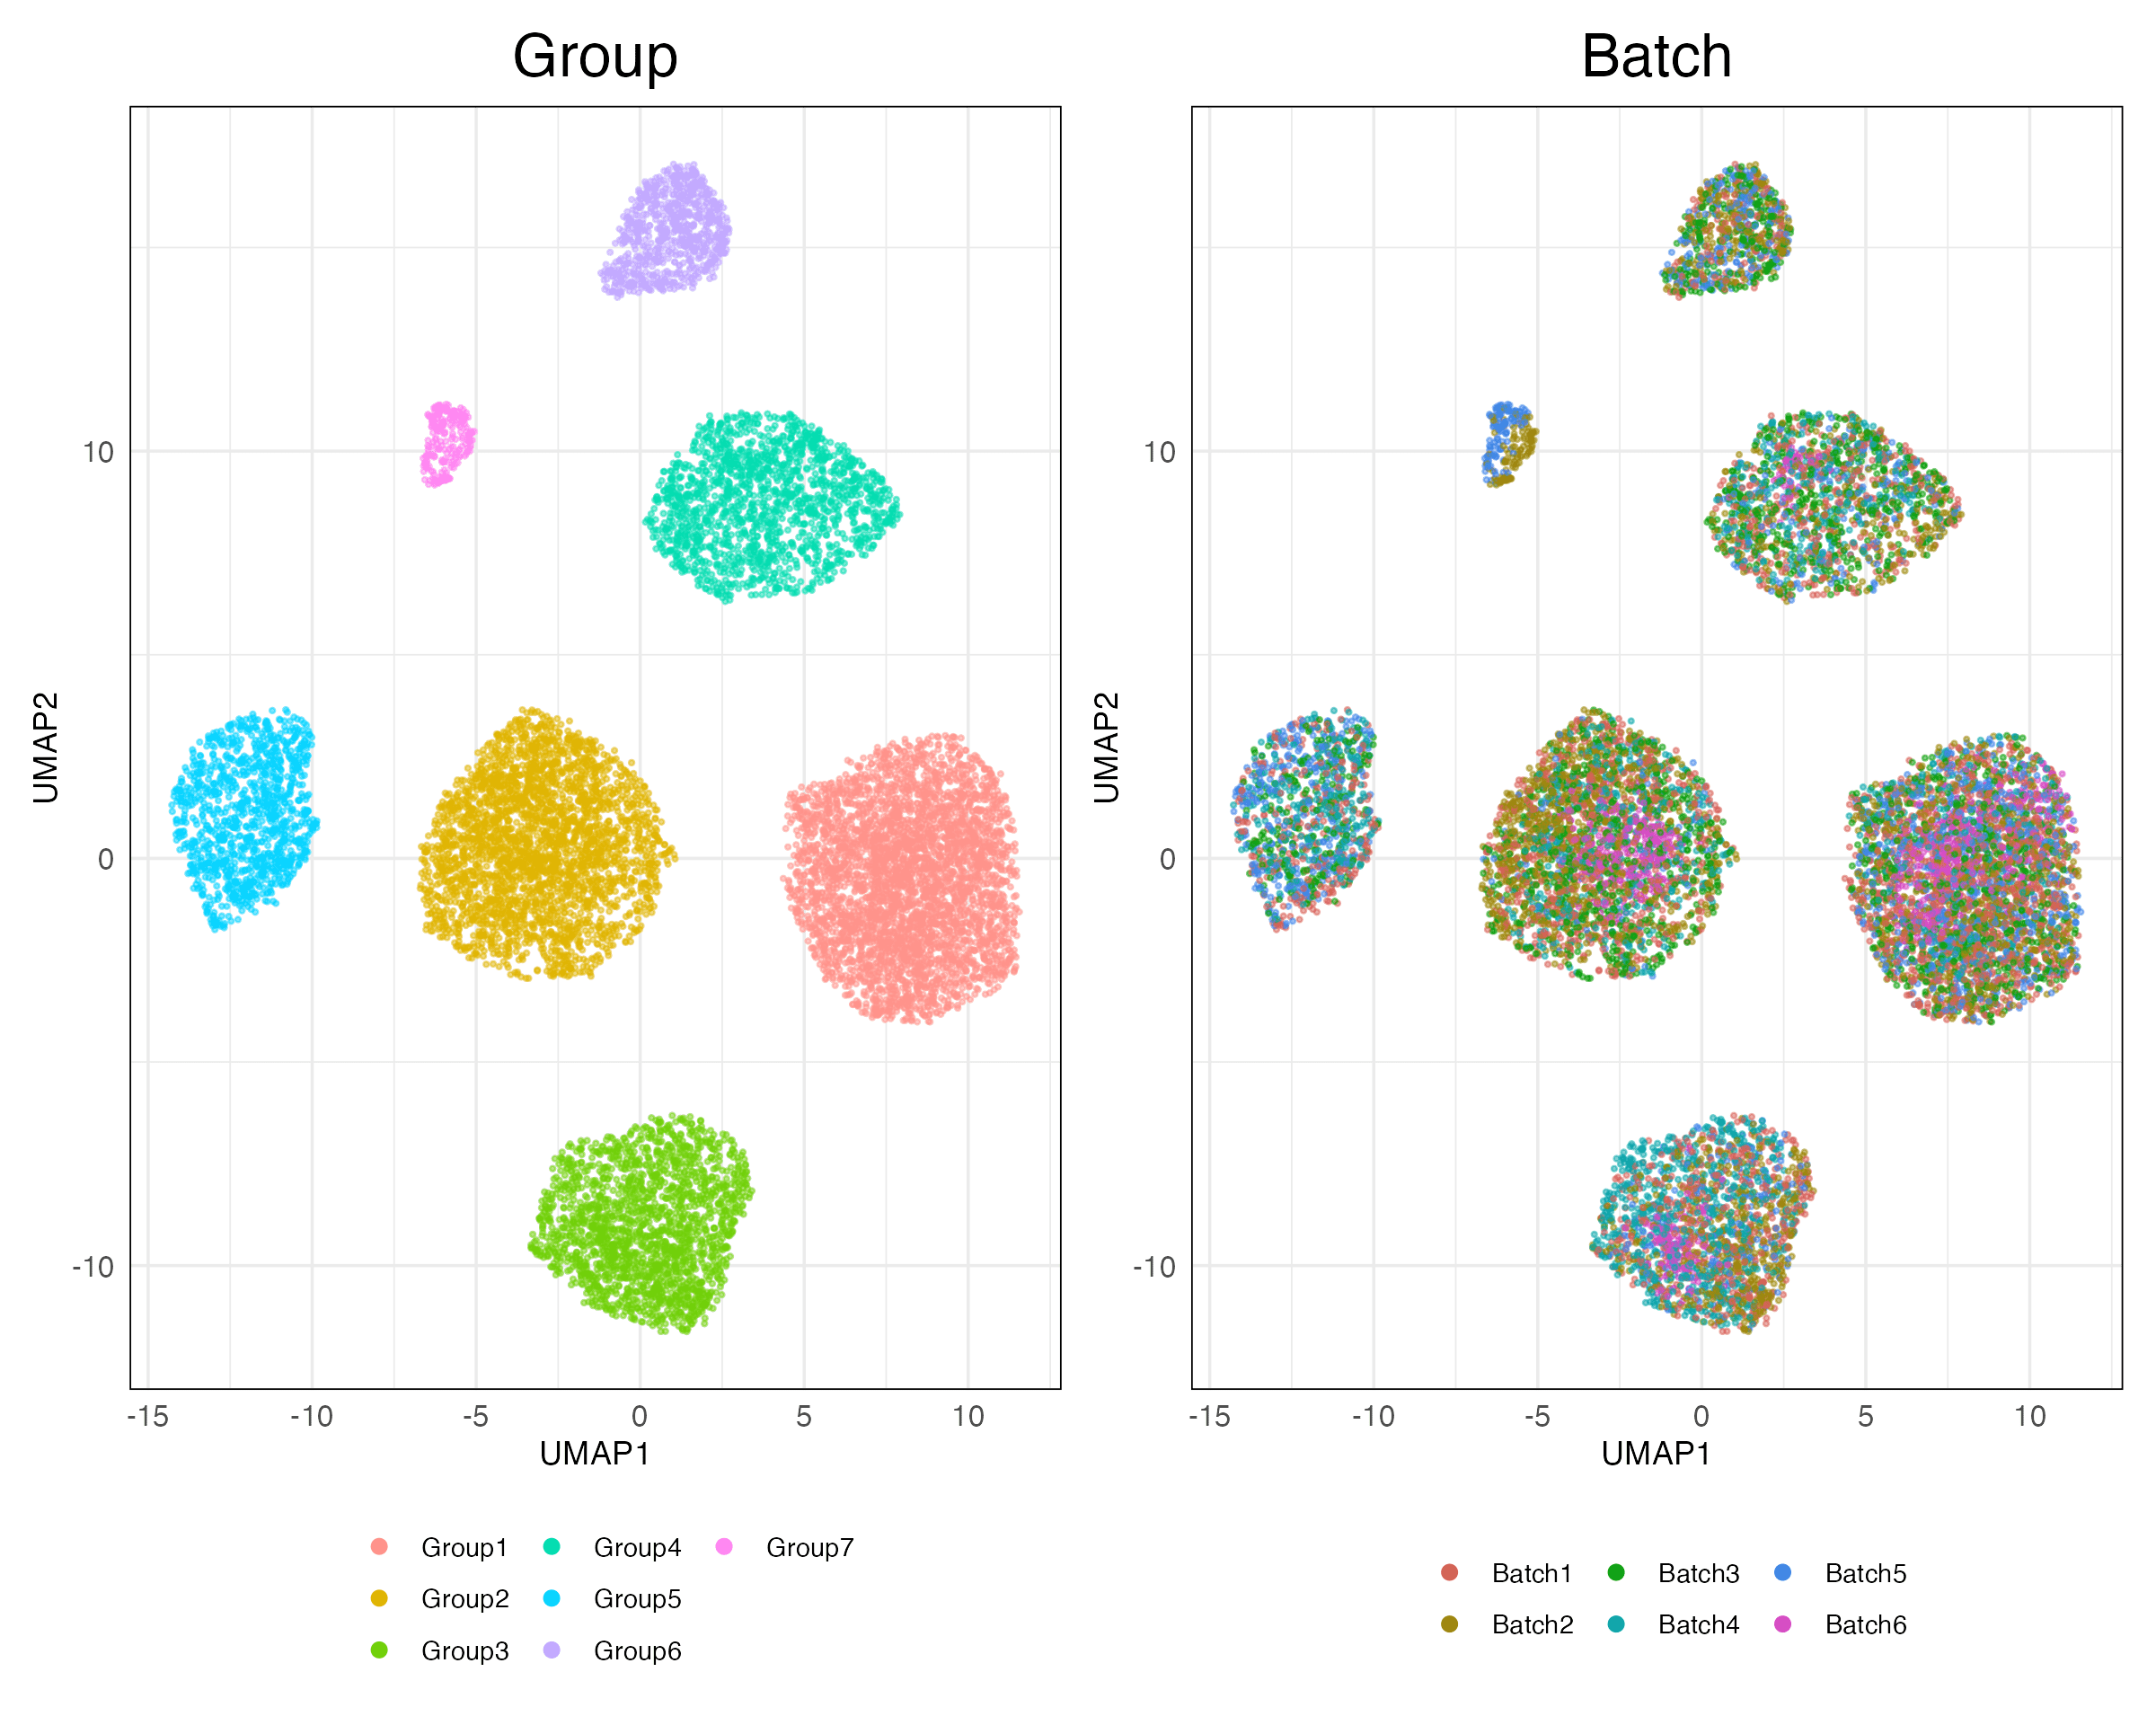 Group
Batch
10
0
-10
UMAP2
-15 -10 -5 0 5 10
UMAP1
10
0
-10
UMAP2
-15 -10 -5 0 5 10
UMAP1
Group1 Group4 Group7
Group2 Group5
Group3 Group6
Batch1 Batch3 Batch5
Batch2 Batch4 Batch6